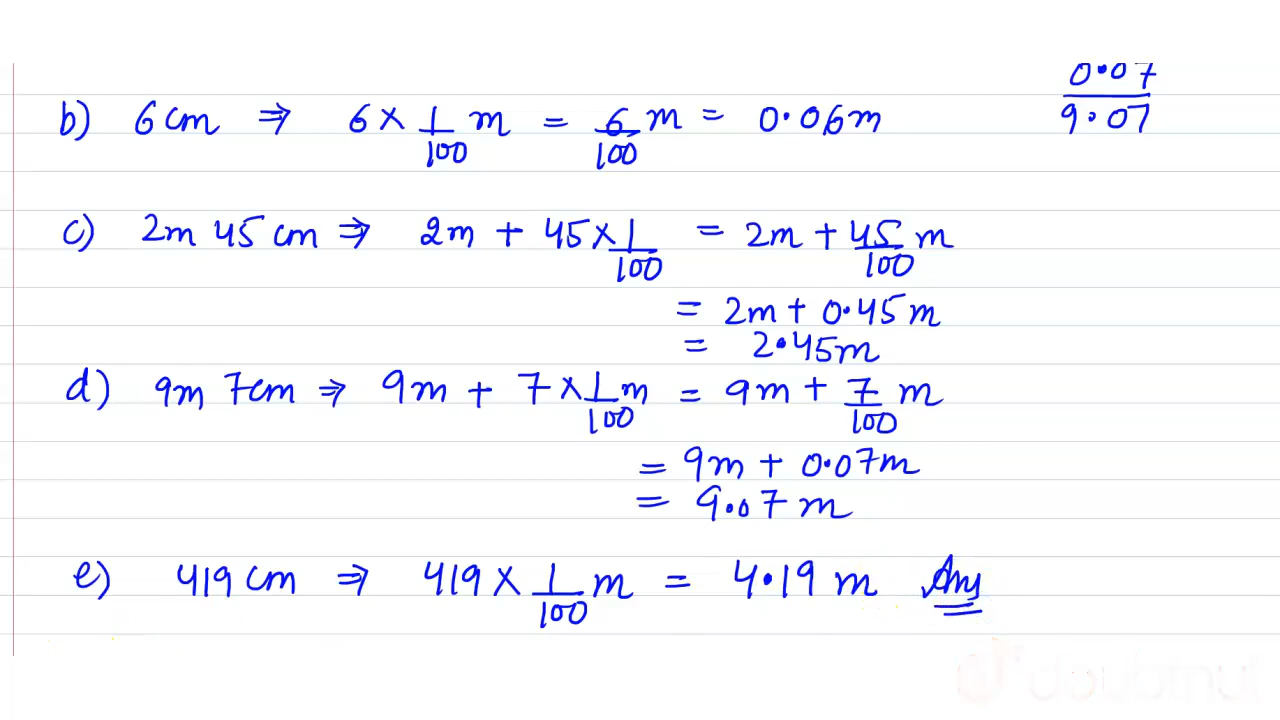 0.07
9.07
b) 6 cm ⇒ 6 × 1/100 m = 6/100 m = 0.06 m
c) 2m 45 cm ⇒ 2m + 45 × 1/100 = 2m + 45/100 m
= 2m + 0.45 m
= 2.45m
d) 9m 7cm ⇒ 9m + 7 × 1/100 m = 9m + 7/100 m
= 9m + 0.07m
= 9.07 m
e) 419 cm ⇒ 419 × 1/100 m = 4.19 m Ans
doubtnut